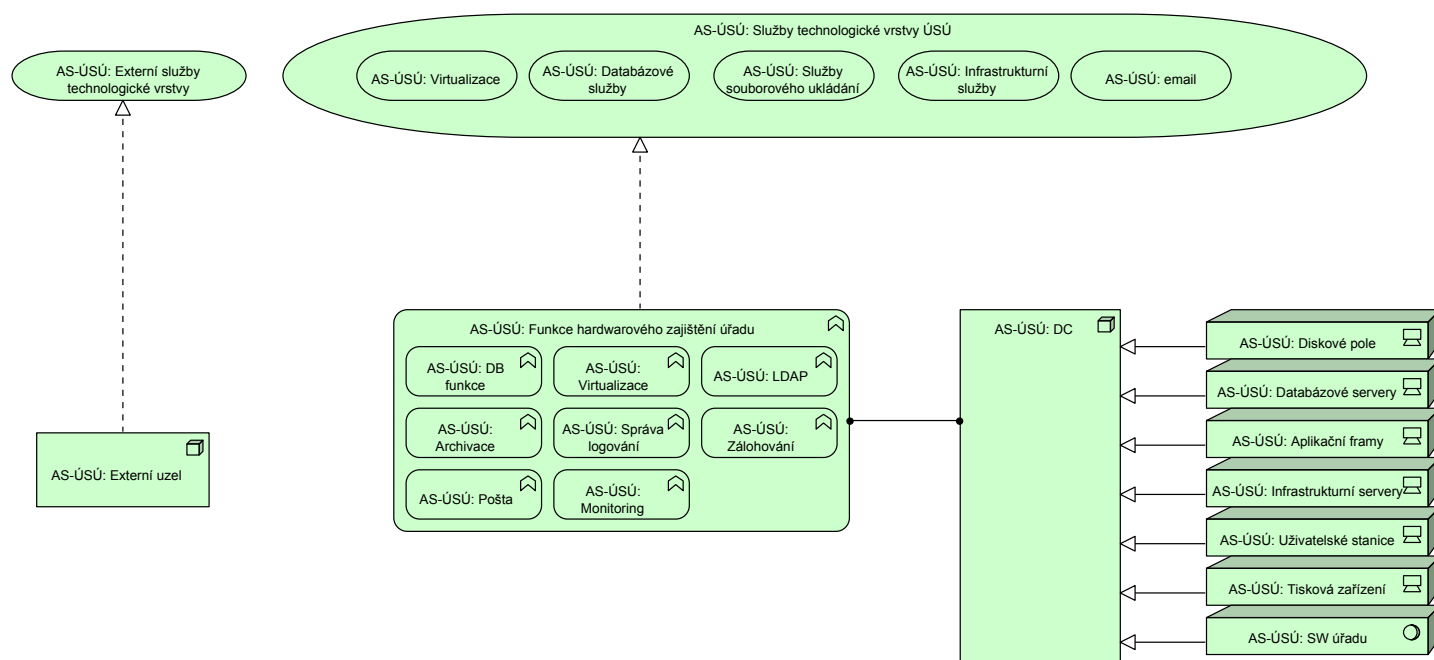 AS-ÚSÚ: Služby technologické vrstvy ÚSÚ
AS-ÚSÚ: Externí služby
technologické vrstvy
AS-ÚSÚ: Virtualizace
AS-ÚSÚ: Databázové
služby
AS-ÚSÚ: Služby
souborového ukládání
AS-ÚSÚ: Infrastrukturní
služby
AS-ÚSÚ: email
AS-ÚSÚ: Externí uzel
AS-ÚSÚ: Funkce hardwarového zajištění úřadu
AS-ÚSÚ: DB
funkce
AS-ÚSÚ:
Virtualizace
AS-ÚSÚ: LDAP
AS-ÚSÚ:
Archivace
AS-ÚSÚ: Správa
logování
AS-ÚSÚ:
Zálohování
AS-ÚSÚ: Pošta
AS-ÚSÚ:
Monitoring
AS-ÚSÚ: DC
AS-ÚSÚ: Diskové pole
AS-ÚSÚ: Databázové servery
AS-ÚSÚ: Aplikační framy
AS-ÚSÚ: Infrastrukturní servery
AS-ÚSÚ: Uživatelské stanice
AS-ÚSÚ: Tisková zařízení
AS-ÚSÚ: SW úřadu